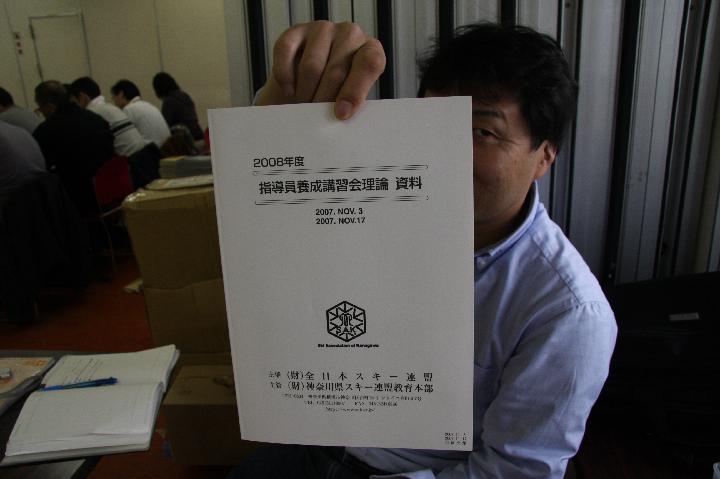 2008年度
指導員養成講習会理論 資料
2007. NOV. 3
2007. NOV.17
SAK
Ski Association of Kanagawa
主催 (財)全日本スキー連盟
主管 (財)神奈川県スキー連盟教育本部